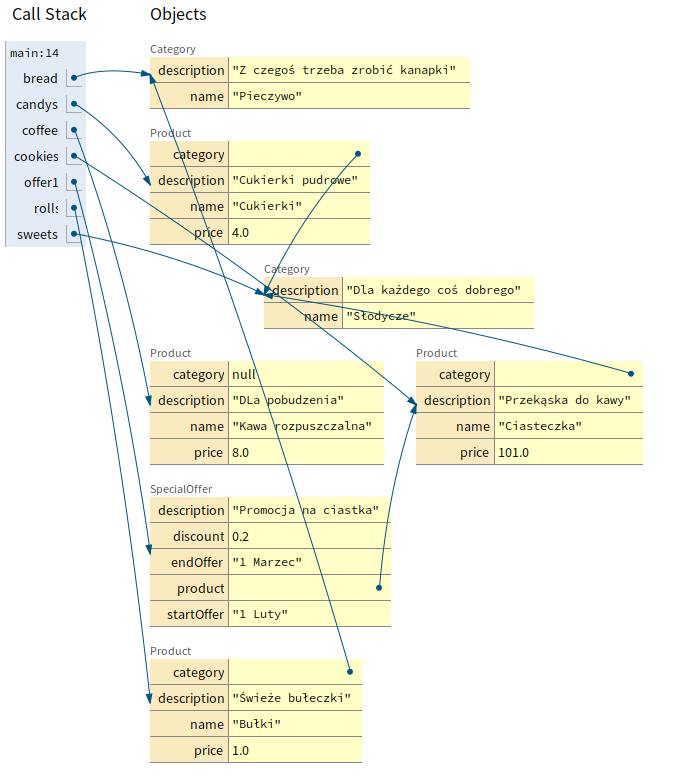 Call Stack
Objects
main:14
bread
candys
coffee
cookies
offer1
rolls
sweets
Category
description "Z czegoś trzeba zrobić kanapki"
name "Pieczywo"
Product
category
description "Cukierki pudrowe"
name "Cukierki"
price 4.0
Category
description "Dla każdego coś dobrego"
name "Słodycze"
Product
category null
description "DLa pobudzenia"
name "Kawa rozpuszczalna"
price 8.0
Product
category
description "Przekąska do kawy"
name "Ciasteczka"
price 101.0
SpecialOffer
description "Promocja na ciastka"
discount 0.2
endOffer "1 Marzec"
product
startOffer "1 Luty"
Product
category
description "Świeże bułeczki"
name "Bułki"
price 1.0